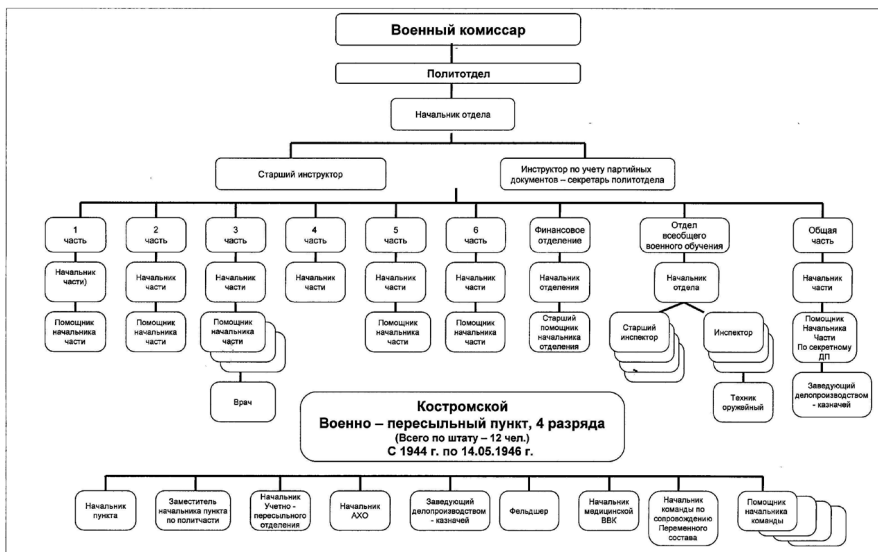 Военный комиссар
Политотдел
Начальник отдела
Старший инструктор
Инструктор по учету партийных
документов – секретарь политотдела
1
часть
2
часть
3
часть
4
часть
5
часть
6
часть
Финансовое
отделение
Отдел
всеобщего
военного обучения
Общая
часть
Начальник
части)
Начальник
части
Начальник
части
Начальник
части
Начальник
части
Начальник
части
Начальник
отделения
Начальник
отдела
Начальник
части
Помощник
начальника
части
Помощник
начальника
части
Помощник
начальника
части
Помощник
начальника
части
Помощник
начальника
части
Старший
помощник
начальника
отделения
Старший
инспектор
Инспектор
Помощник
Начальника
Части
По секретному
ДП
Врач
Техник
оружейный
Заведующий
делопроизводством
- казначей
Костромской
Военно – пересыльный пункт, 4 разряда
(Всего по штату – 12 чел.)
С 1944 г. по 14.05.1946 г.
Начальник
пункта
Заместитель
начальника пункта
по политчасти
Начальник
Учетно -
пересыльного
отделения
Начальник
АХО
Заведующий
делопроизводством
- казначей
Фельдшер
Начальник
медицинской
ВВК
Начальник
команды по
сопровождению
Переменного
состава
Помощник
начальника
команды